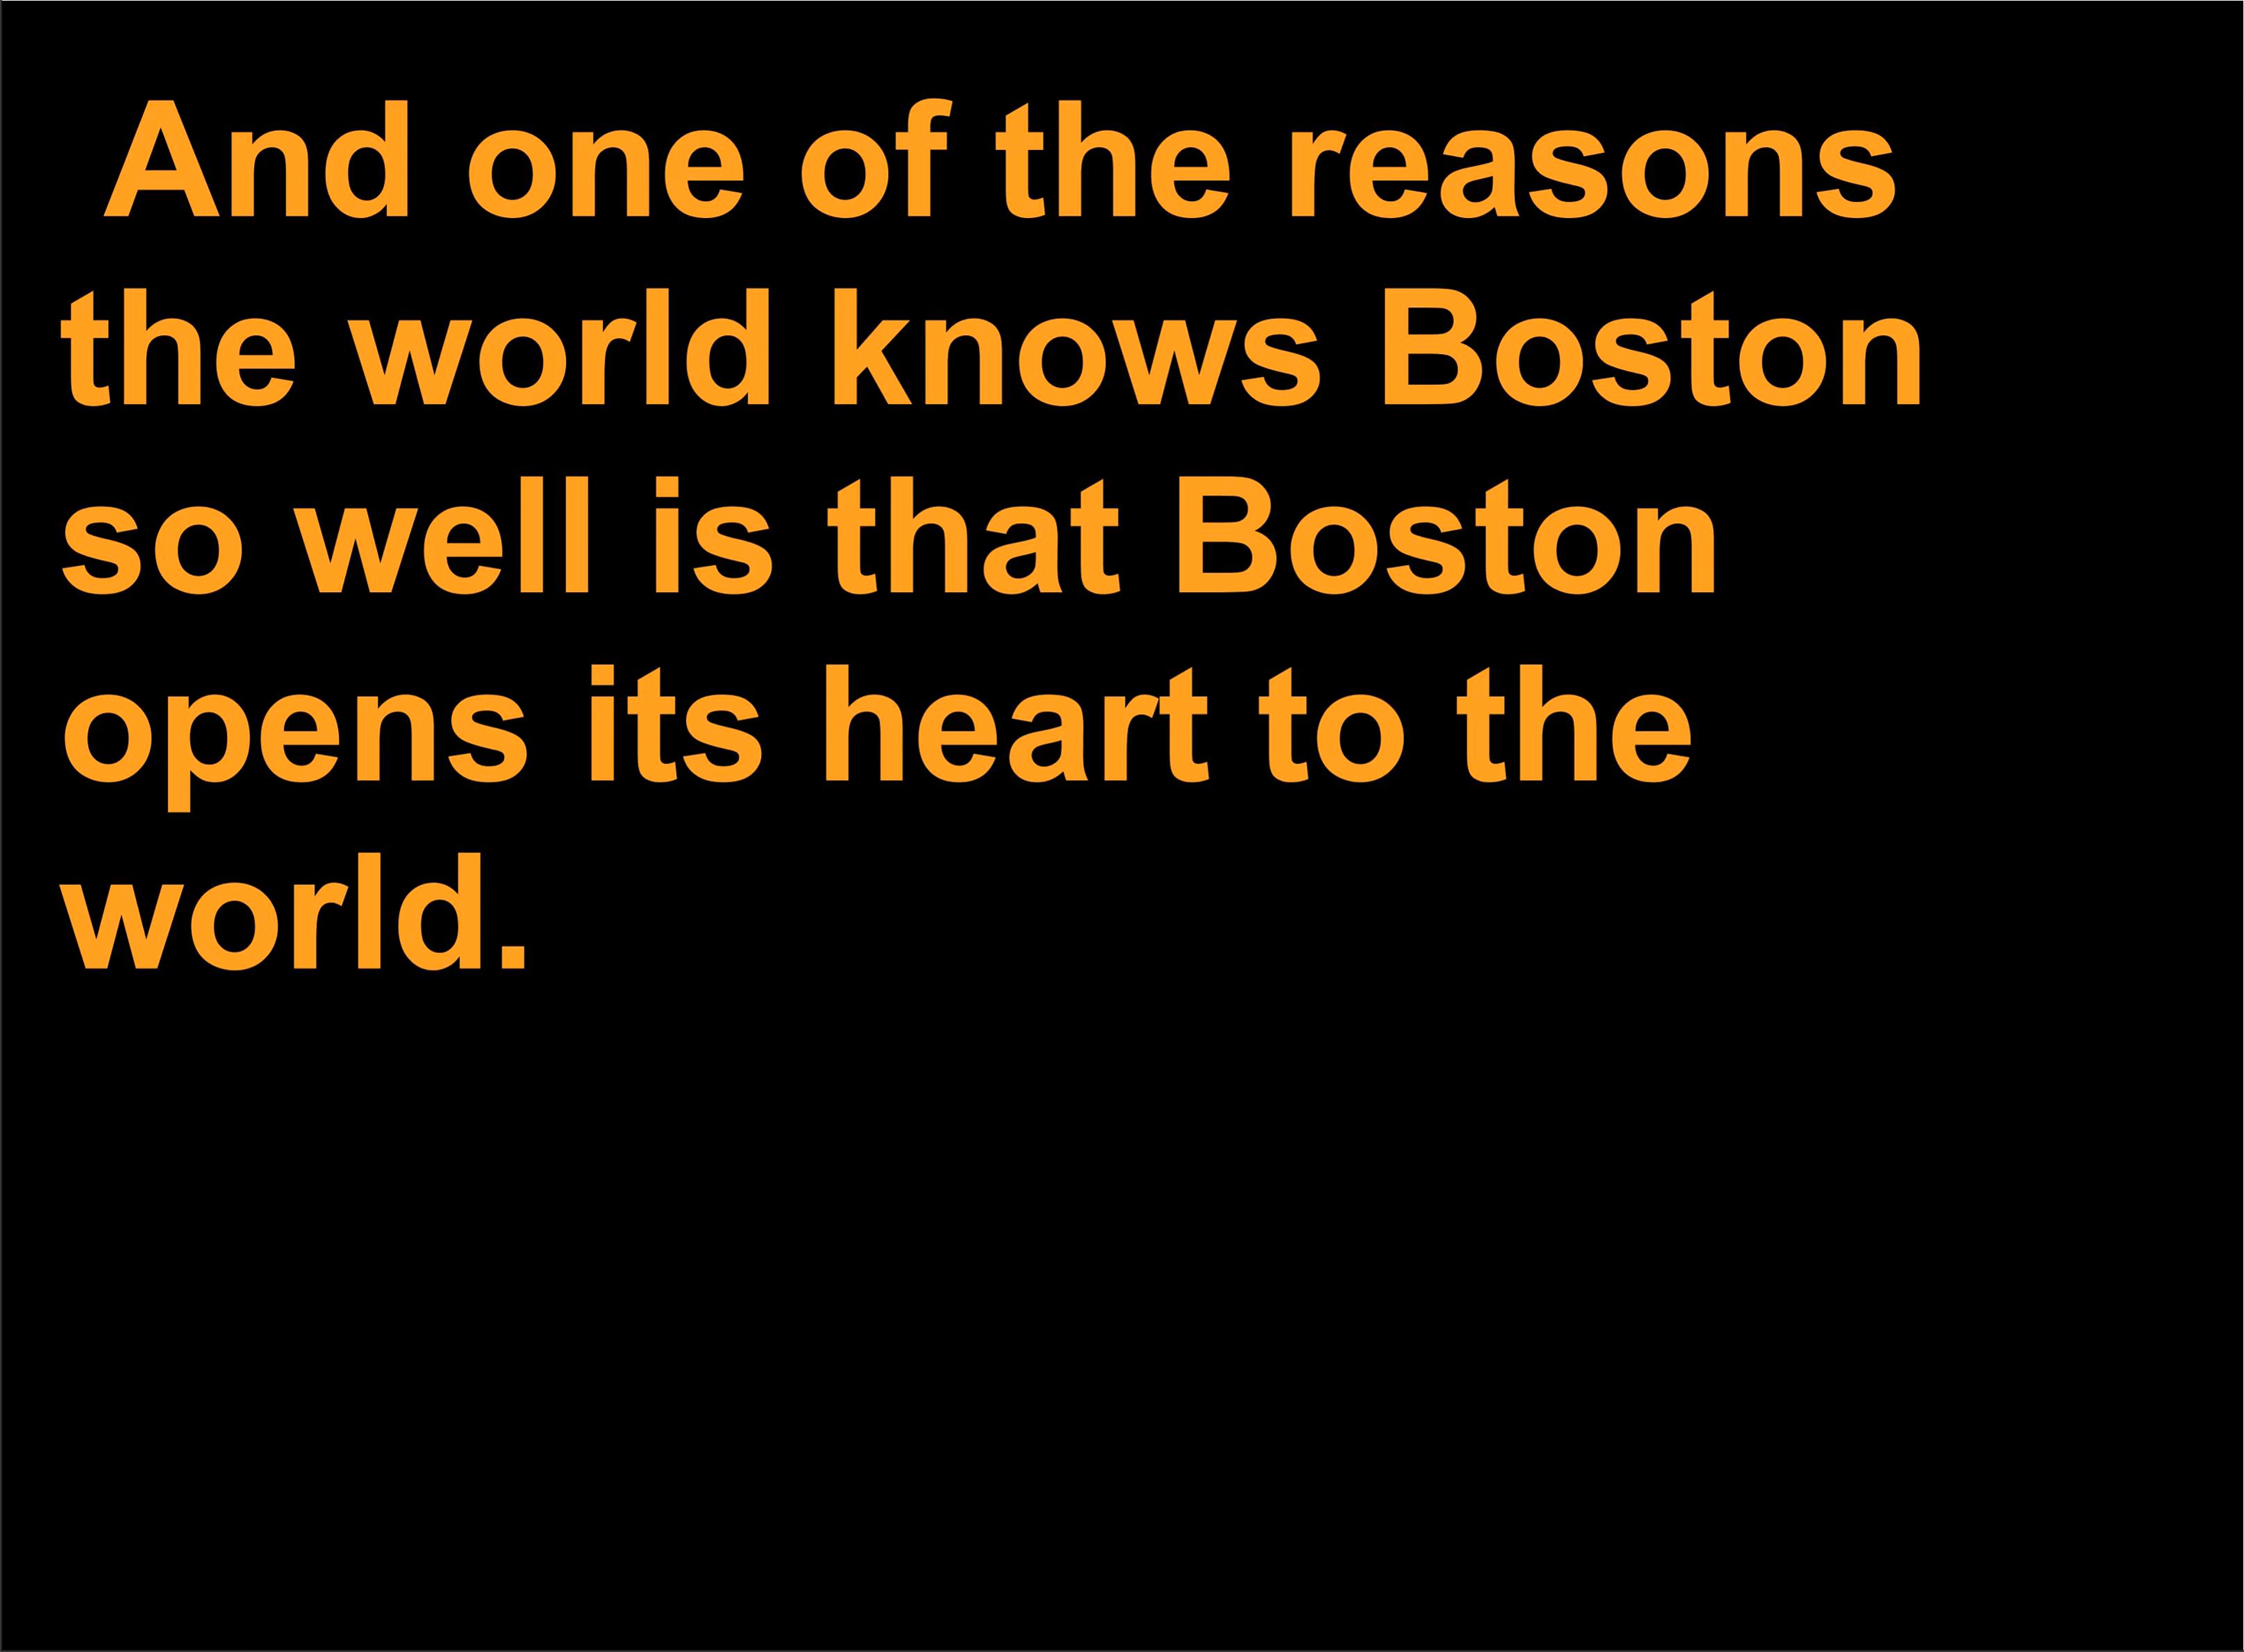 And one of the reasons
the world knows Boston
so well is that Boston
opens its heart to the
world.